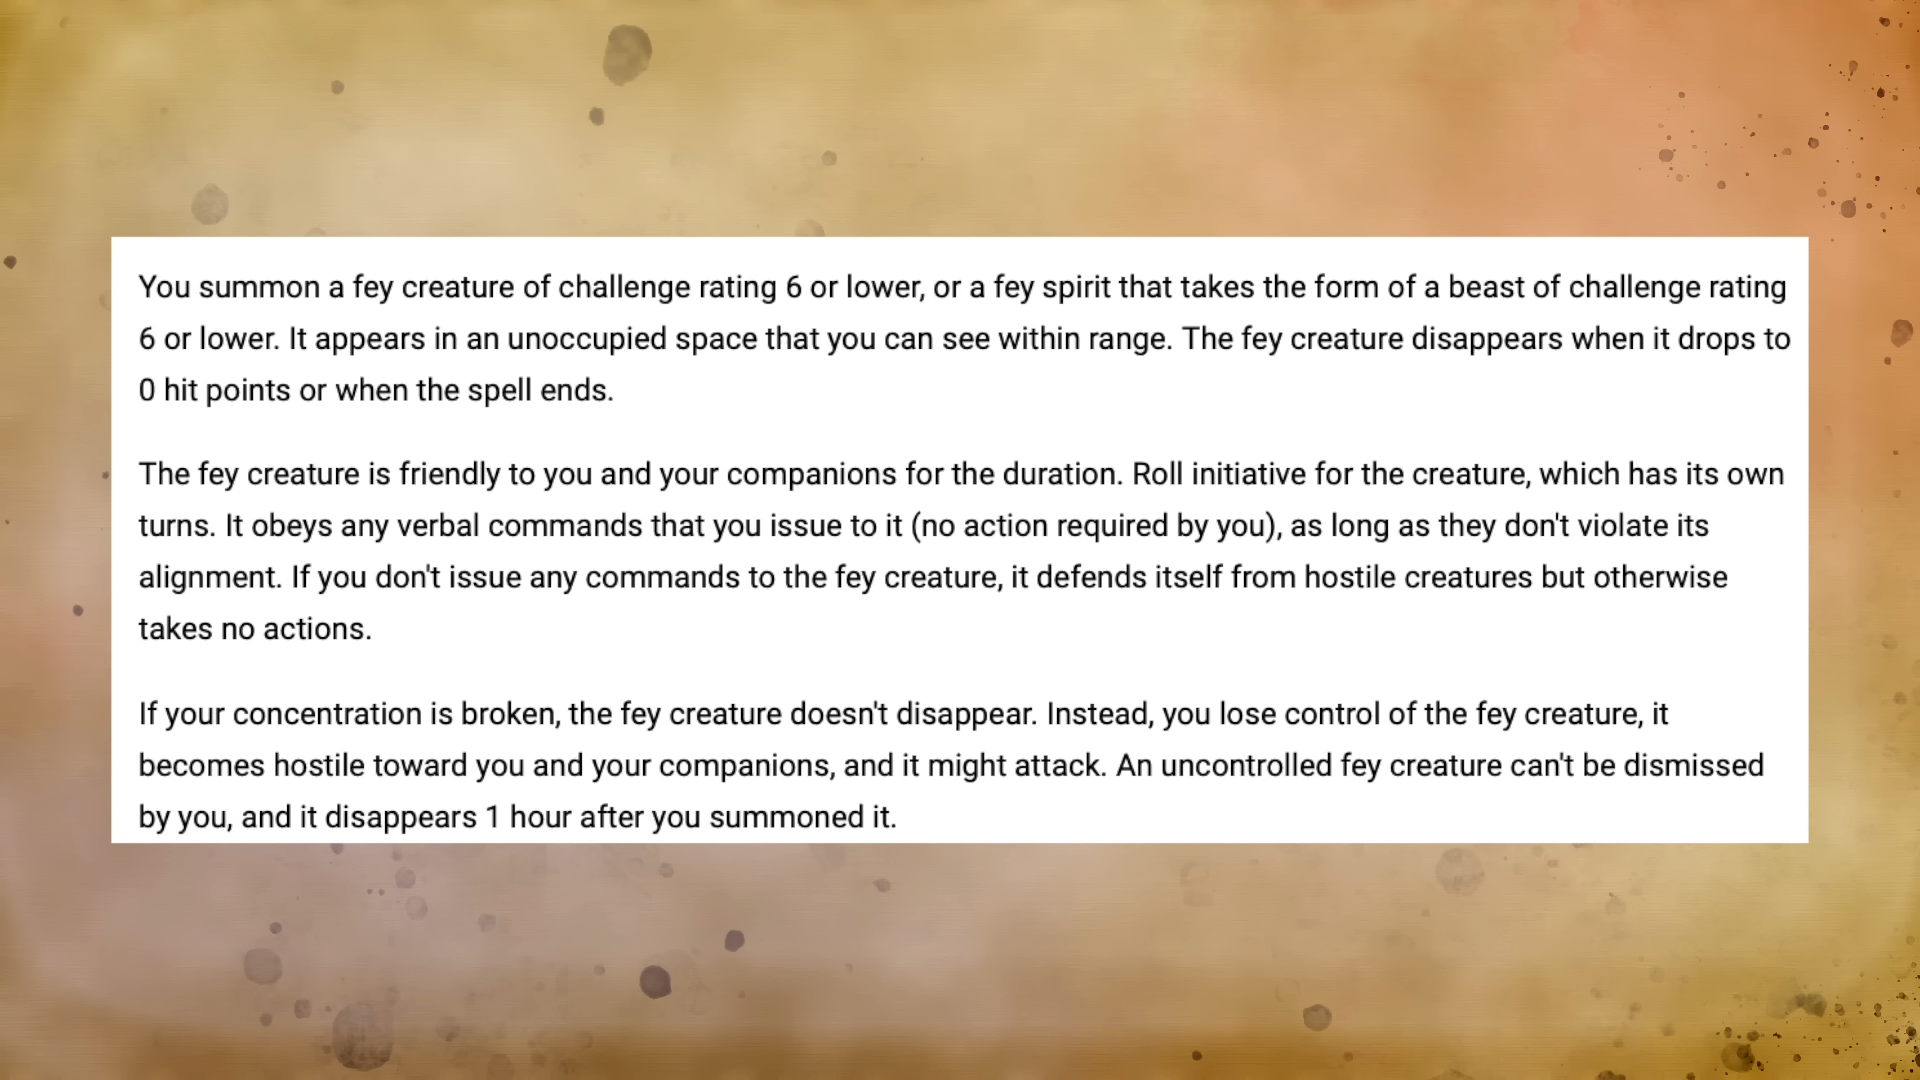 You summon a fey creature of challenge rating 6 or lower, or a fey spirit that takes the form of a beast of challenge rating
6 or lower. It appears in an unoccupied space that you can see within range. The fey creature disappears when it drops to
0 hit points or when the spell ends.
The fey creature is friendly to you and your companions for the duration. Roll initiative for the creature, which has its own
turns. It obeys any verbal commands that you issue to it (no action required by you), as long as they don't violate its
alignment. If you don't issue any commands to the fey creature, it defends itself from hostile creatures but otherwise
takes no actions.
If your concentration is broken, the fey creature doesn't disappear. Instead, you lose control of the fey creature, it
becomes hostile toward you and your companions, and it might attack. An uncontrolled fey creature can't be dismissed
by you, and it disappears 1 hour after you summoned it.